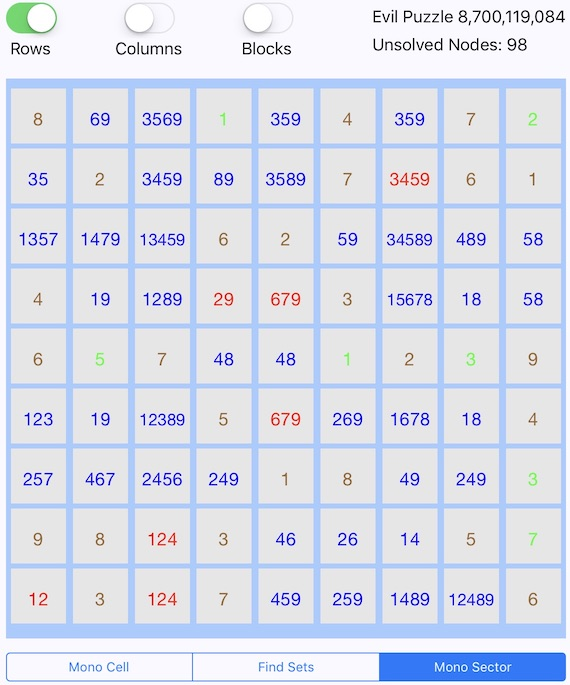 Evil Puzzle 8,700,119,084
Rows Columns Blocks Unsolved Nodes: 98
8 69 3569 1 359 4 359 7 2
35 2 3459 89 3589 7 3459 6 1
1357 1479 13459 6 2 59 34589 489 58
4 19 1289 29 679 3 15678 18 58
6 5 7 48 48 1 2 3 9
123 19 12389 5 679 269 1678 18 4
257 467 2456 249 1 8 49 249 3
9 8 124 3 46 26 14 5 7
12 3 124 7 459 259 1489 12489 6
Mono Cell Find Sets Mono Sector